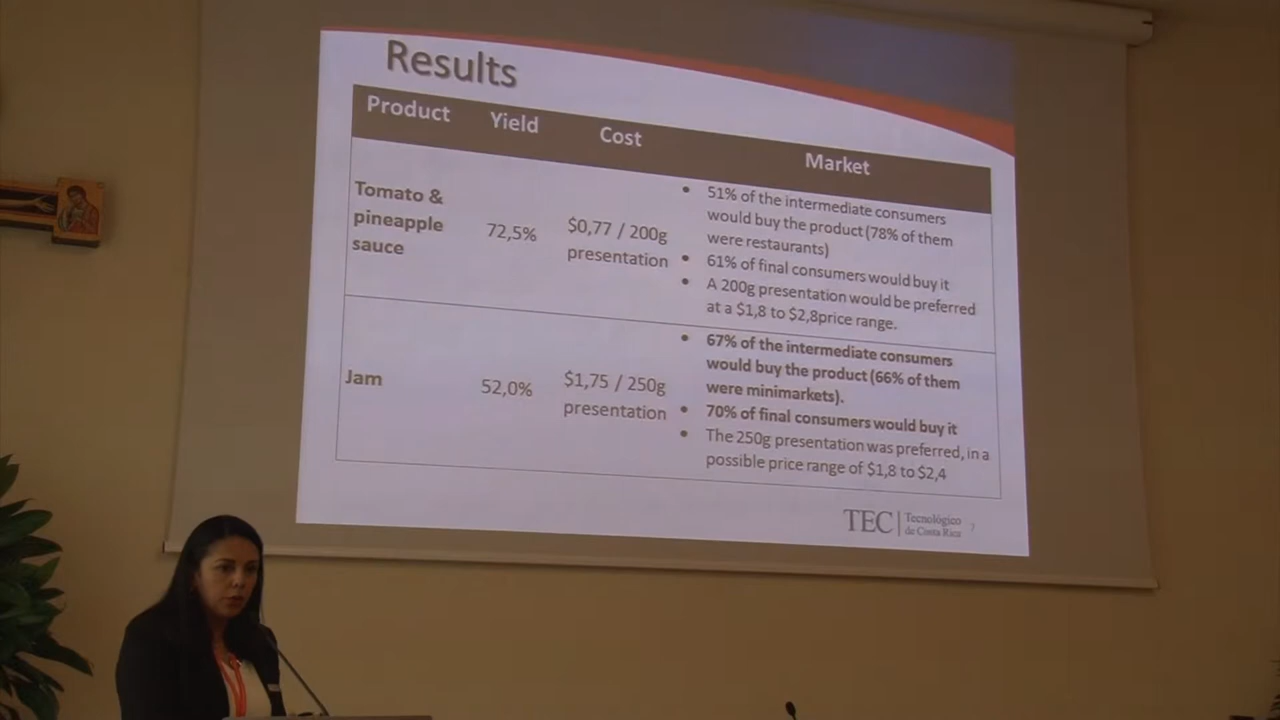 Results
Product Yield Cost Market
Tomato &
pineapple
sauce
72,5%
$0,77 / 200g
presentation
• 51% of the intermediate consumers
would buy the product (78% of them
were restaurants)
• 61% of final consumers would buy it
• A 200g presentation would be preferred
at a $1,8 to $2,8price range.
Jam
52,0%
$1,75 / 250g
presentation
• 67% of the intermediate consumers
would buy the product (66% of them
were minimarkets).
• 70% of final consumers would buy it
• The 250g presentation was preferred, in a
possible price range of $1,8 to $2,4
TEC | Tecnológico
de Costa Rica
7